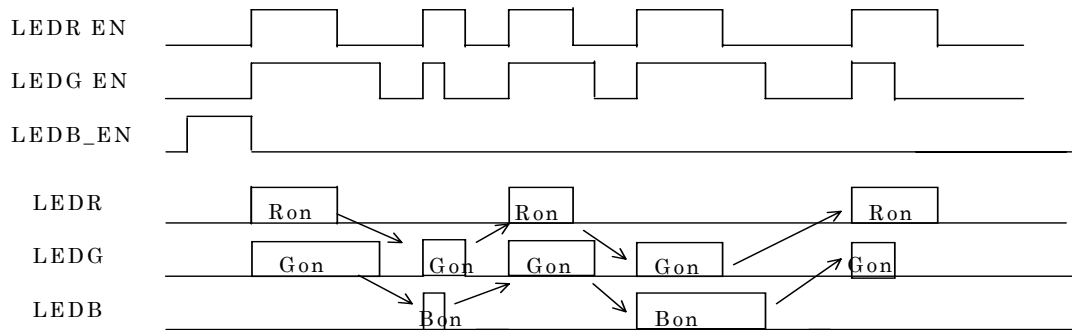 LEDR EN
LEDG EN
LEDB_EN
LEDR Ron Ron Ron
LEDG Gon Gon Gon Gon Gon
LEDB Bon Bon